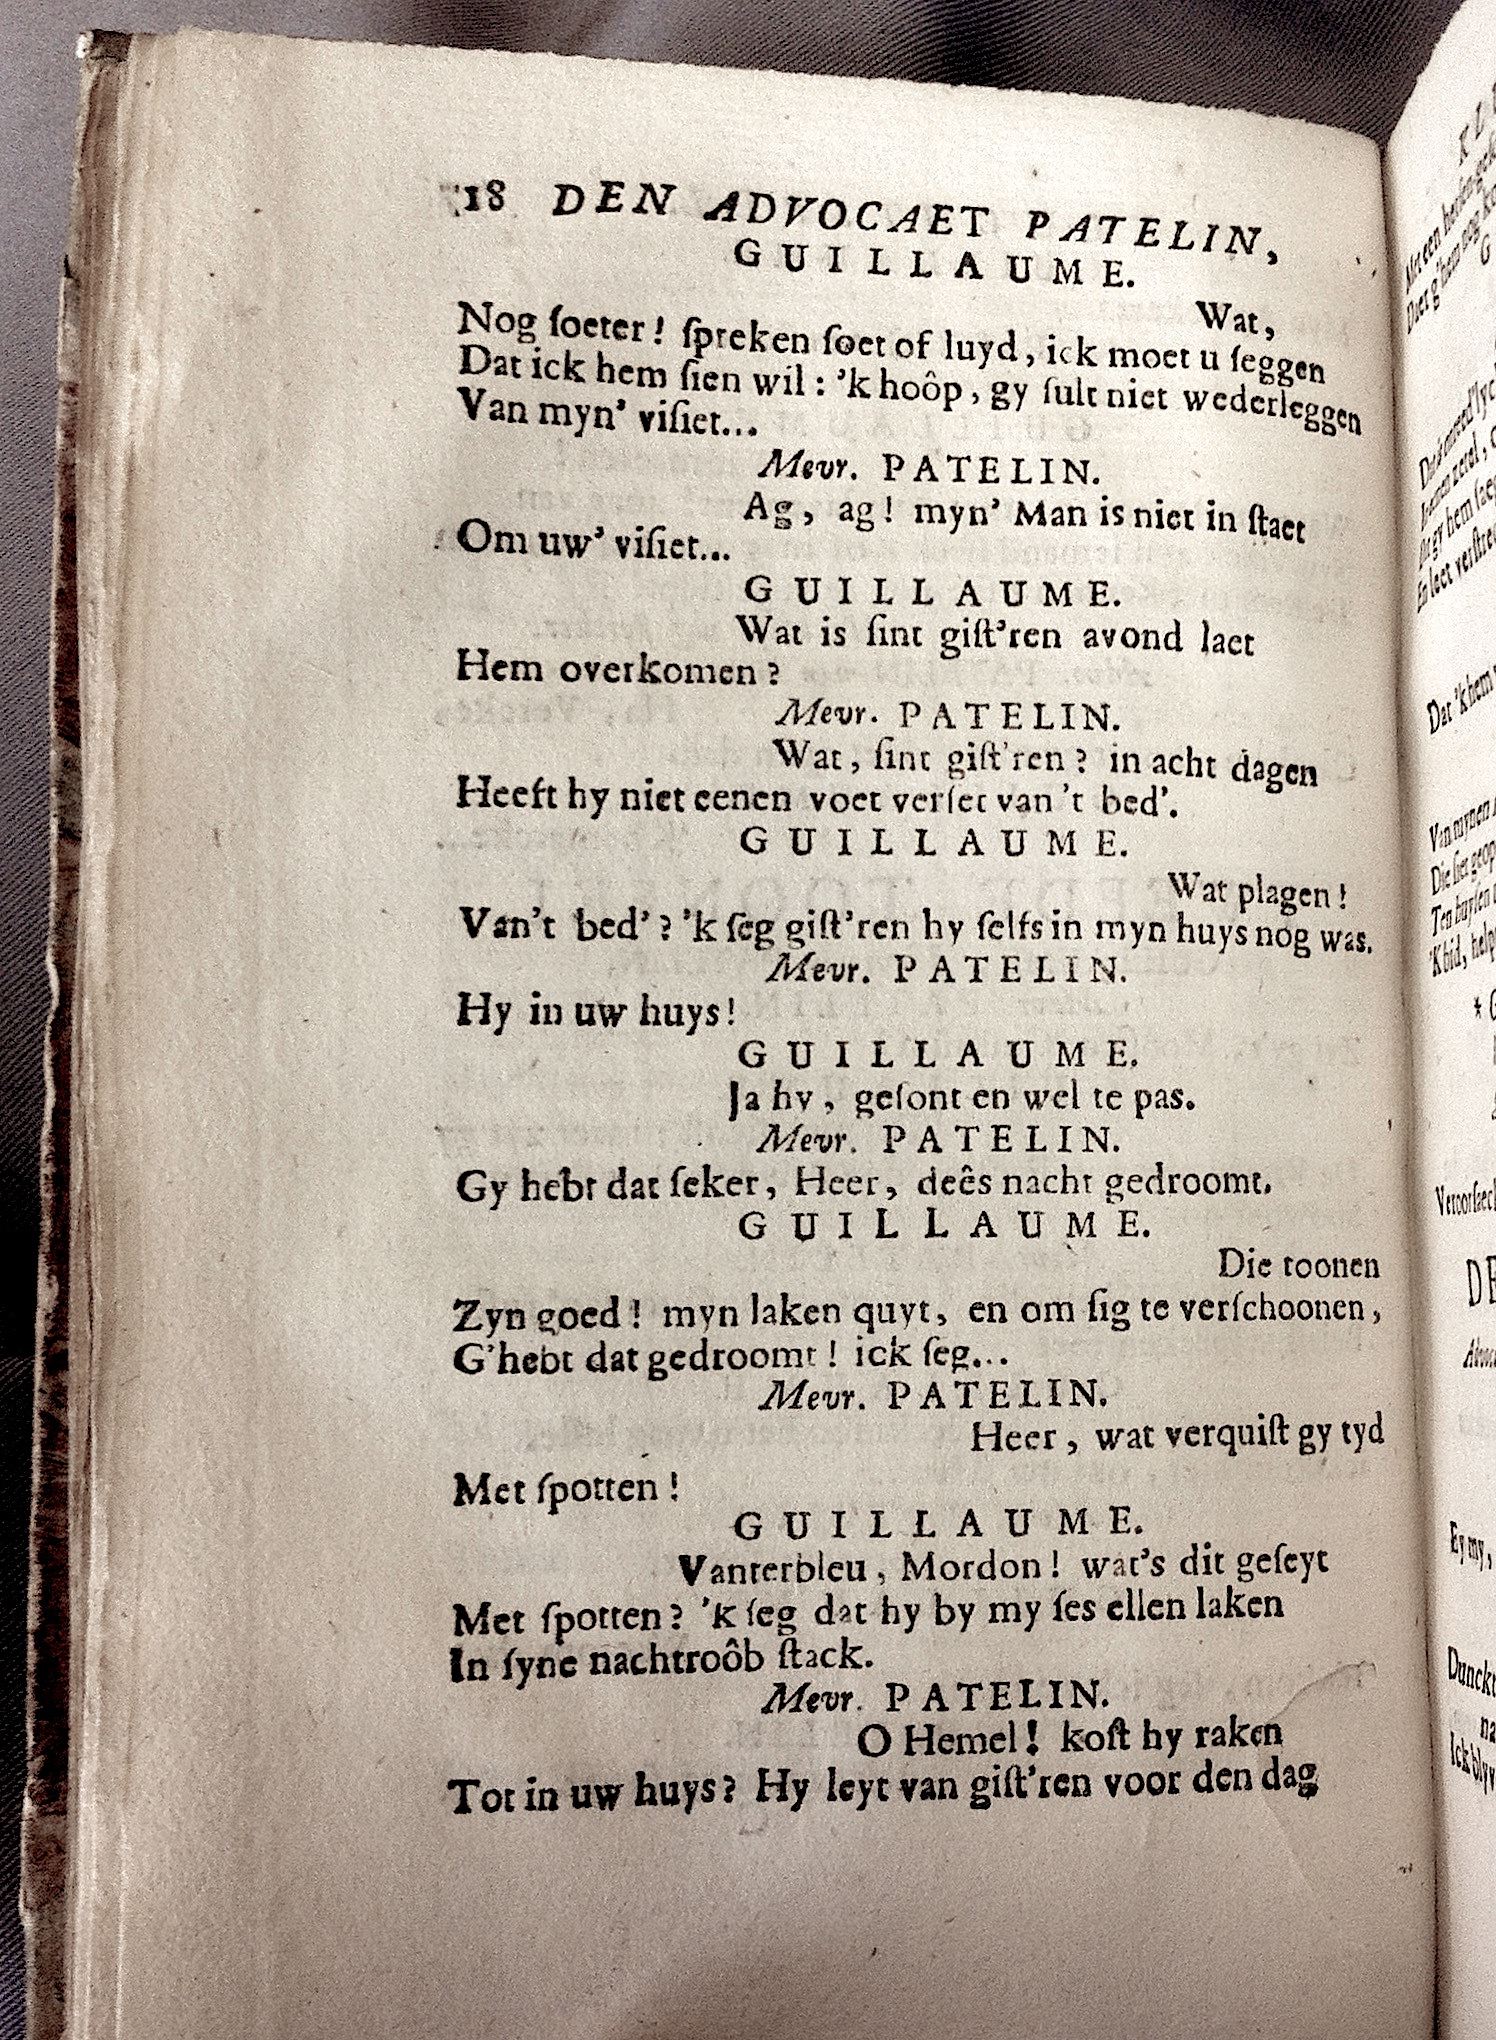 18 DEN ADVOCAET PATELIN,
GUILLAUME.
Wat,
Nog ſoeter! ſpreken ſoet of luyd, ick moet u ſeggen
Dat ick hem ſien wil: 'k hoôp, gy ſult niet wederleggen
Van myn' viſiet...
Mevr. PATELIN.
Ag, ag! myn' Man is niet in ſtaet
Om uw' viſiet...
GUILLAUME.
Wat is ſint giſt'ren avond laet
Hem overkomen?
Mevr. PATELIN.
Wat, ſint giſt'ren? in acht dagen
Heeft hy niet eenen voet verſet van 't bed'.
GUILLAUME.
Wat plagen!
Van't bed'? 'k ſeg giſt'ren hy ſelfs in myn huys nog was.
Mevr. PATELIN.
Hy in uw huys!
GUILLAUME.
Ja hy, geſont en wel te pas.
Mevr. PATELIN.
Gy hebt dat ſeker, Heer, deês nacht gedroomt.
GUILLAUME.
Die toonen
Zyn goed! myn laken quyt, en om ſig te verſchoonen,
G'hebt dat gedroomt! ick ſeg...
Mevr. PATELIN.
Heer, wat verquiſt gy tyd
Met ſpotten!
GUILLAUME.
Vanterbleu, Mordon! wat's dit geſeyt
Met ſpotten? 'k ſeg dat hy by my ſes ellen laken
In ſyne nachtroôb ſtack.
Mevr. PATELIN.
O Hemel! koſt hy raken
Tot in uw huys? Hy leyt van giſt'ren voor den dag